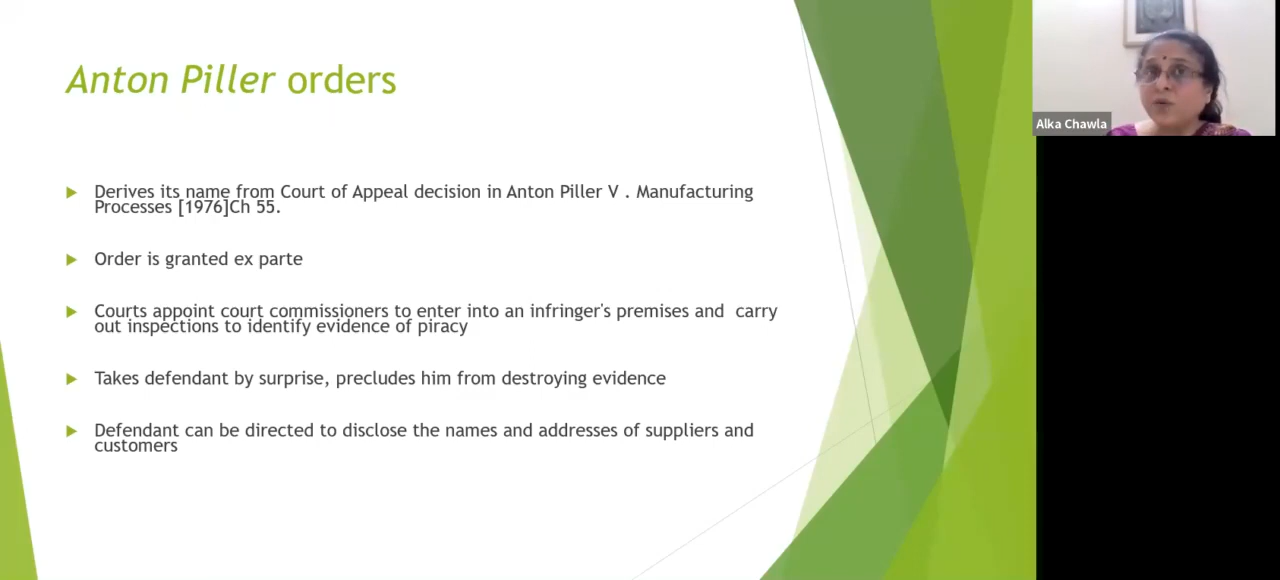 Anton Piller orders
Derives its name from Court of Appeal decision in Anton Piller V . Manufacturing
Processes [1976]Ch 55.
Order is granted ex parte
Courts appoint court commissioners to enter into an infringer's premises and  carry
out inspections to identify evidence of piracy
Takes defendant by surprise, precludes him from destroying evidence
Defendant can be directed to disclose the names and addresses of suppliers and
customers
Alka Chawla